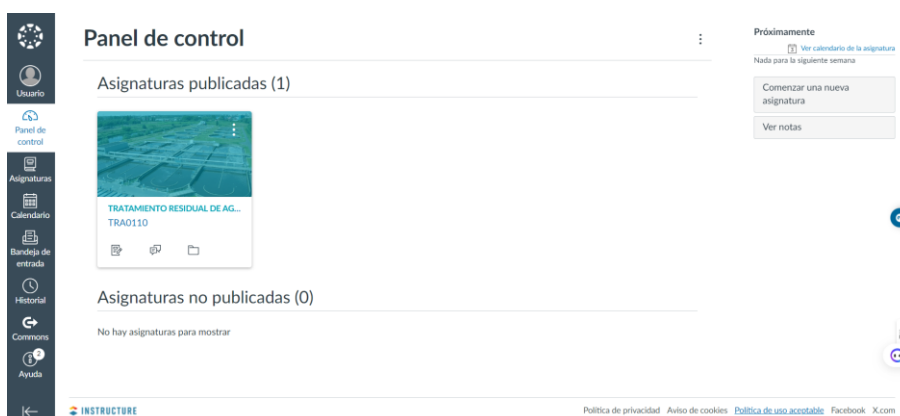 Usuario
Panel de
control
Asignaturas
Calendario
Bandeja de
entrada
Historial
Commons
2
Ayuda
Panel de control
Asignaturas publicadas (1)
TRATAMIENTO RESIDUAL DE AG...
TRA0110
Asignaturas no publicadas (0)
No hay asignaturas para mostrar
Próximamente
Ver calendario de la asignatura
Nada para la siguiente semana
Comenzar una nueva
asignatura
Ver notas
INSTRUCTURE
Política de privacidad Aviso de cookies Política de uso aceptable Facebook X.com